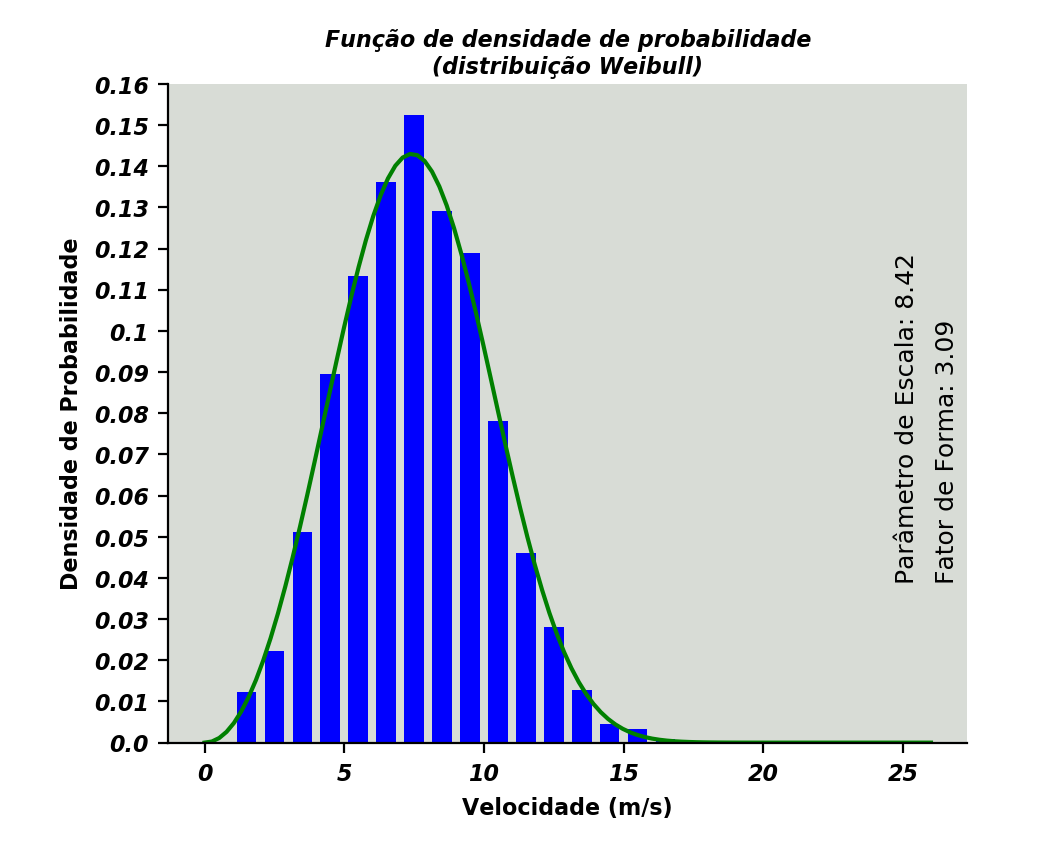 Função de densidade de probabilidade
(distribuição Weibull)
0.16
0.15
0.14
0.13
0.12
0.11
0.1
0.09
0.08
0.07
0.06
0.05
0.04
0.03
0.02
0.01
0.0
Densidade de Probabilidade
Parâmetro de Escala: 8.42
Fator de Forma: 3.09
0 5 10 15 20 25
Velocidade (m/s)